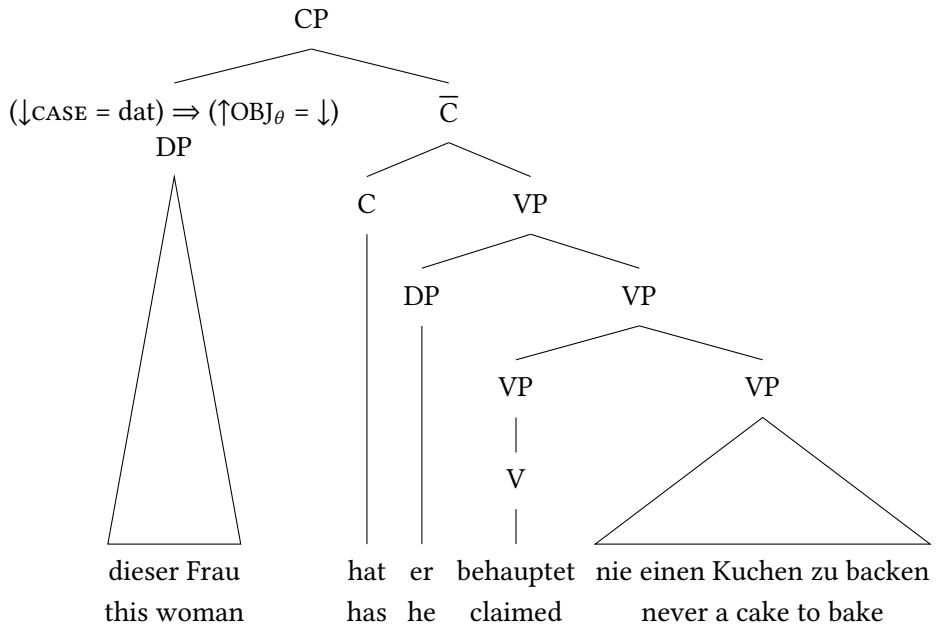 CP
(↓CASE = dat) ⇒ (↑OBJθ = ↓) C̅
DP
C VP
DP VP
VP VP
V
dieser Frau hat er behauptet nie einen Kuchen zu backen
this woman has he claimed never a cake to bake